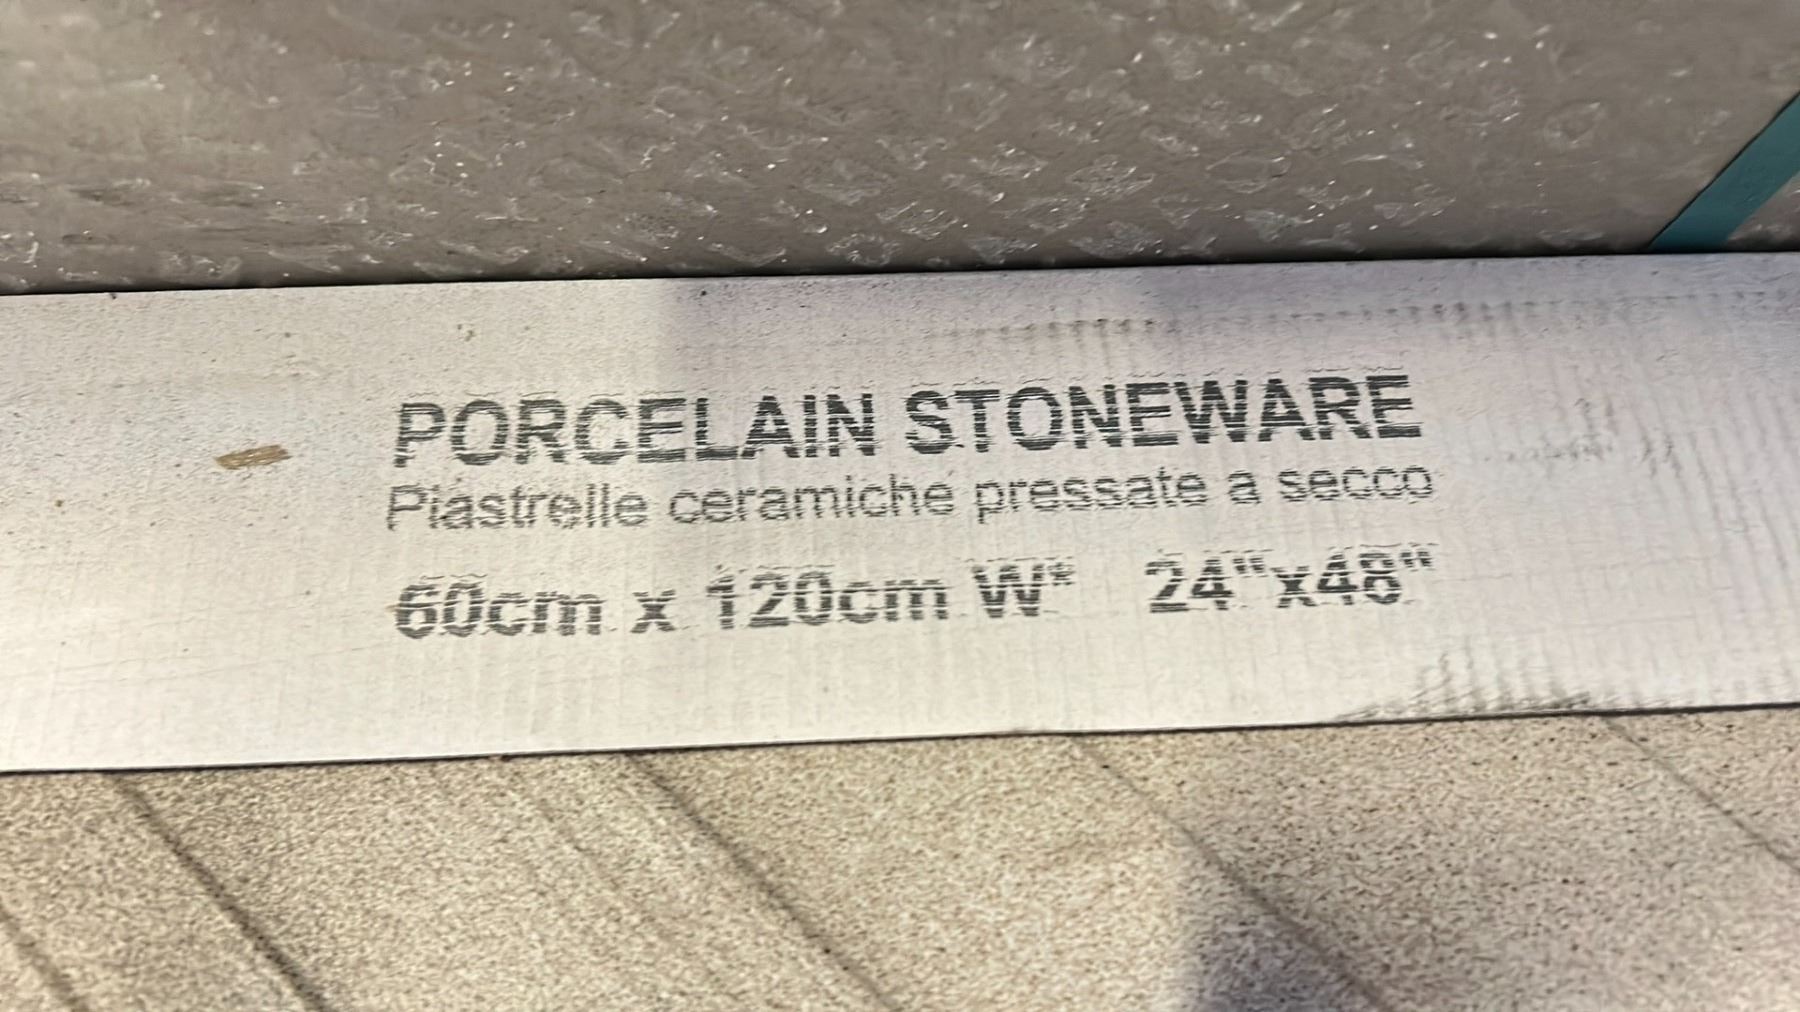 PORCELAIN STONEWARE
Piastrelle ceramiche pressate a secco
60cm x 120cm W* 24"x48"